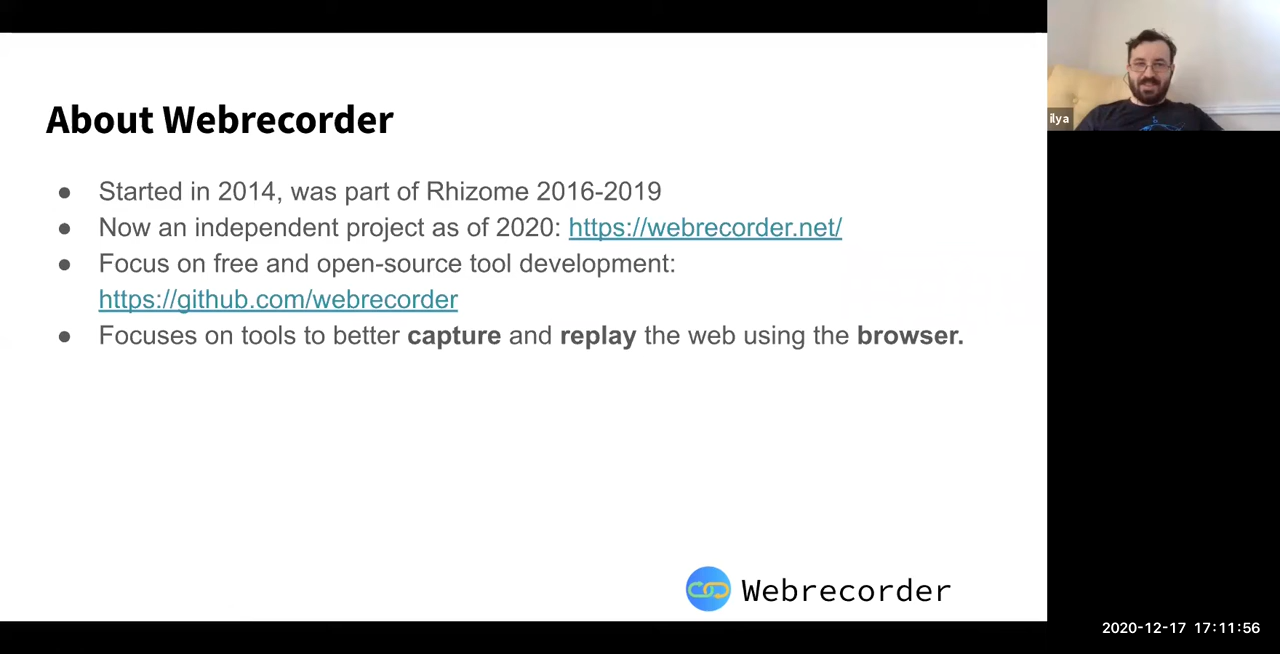 About Webrecorder
● Started in 2014, was part of Rhizome 2016-2019
● Now an independent project as of 2020: https://webrecorder.net/
● Focus on free and open-source tool development:
https://github.com/webrecorder
● Focuses on tools to better capture and replay the web using the browser.
Webrecorder
ilya
2020-12-17 17:11:56